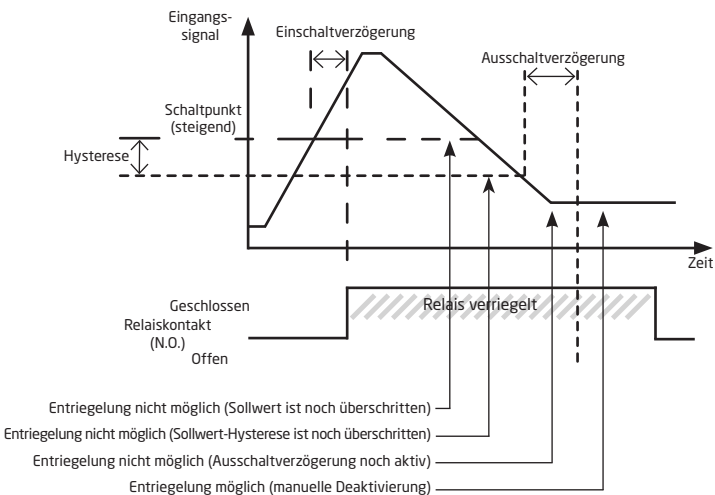 Eingangs-
signal
Einschaltverzögerung
Ausschaltverzögerung
Schaltpunkt
(steigend)
Hysterese
Zeit
Geschlossen
Relaiskontakt
(N.O.)
Offen
Relais verriegelt
Entriegelung nicht möglich (Sollwert ist noch überschritten)
Entriegelung nicht möglich (Sollwert-Hysterese ist noch überschritten)
Entriegelung nicht möglich (Ausschaltverzögerung noch aktiv)
Entriegelung möglich (manuelle Deaktivierung)